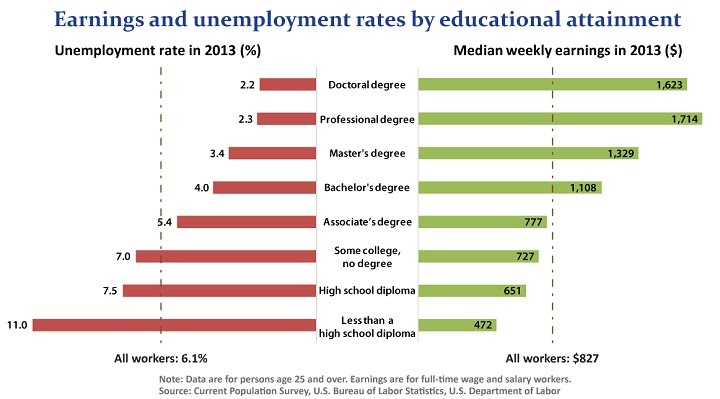 Earnings and unemployment rates by educational attainment
Unemployment rate in 2013 (%)
Median weekly earnings in 2013 ($)
2.2
Doctoral degree
1,623
2.3
Professional degree
1,714
3.4
Master's degree
1,329
4.0
Bachelor's degree
1,108
5.4
Associate's degree
777
7.0
Some college,
no degree
727
7.5
High school diploma
651
11.0
Less than a
high school diploma
472
All workers: 6.1%
All workers: $827
Note: Data are for persons age 25 and over. Earnings are for full-time wage and salary workers.
Source: Current Population Survey, U.S. Bureau of Labor Statistics, U.S. Department of Labor